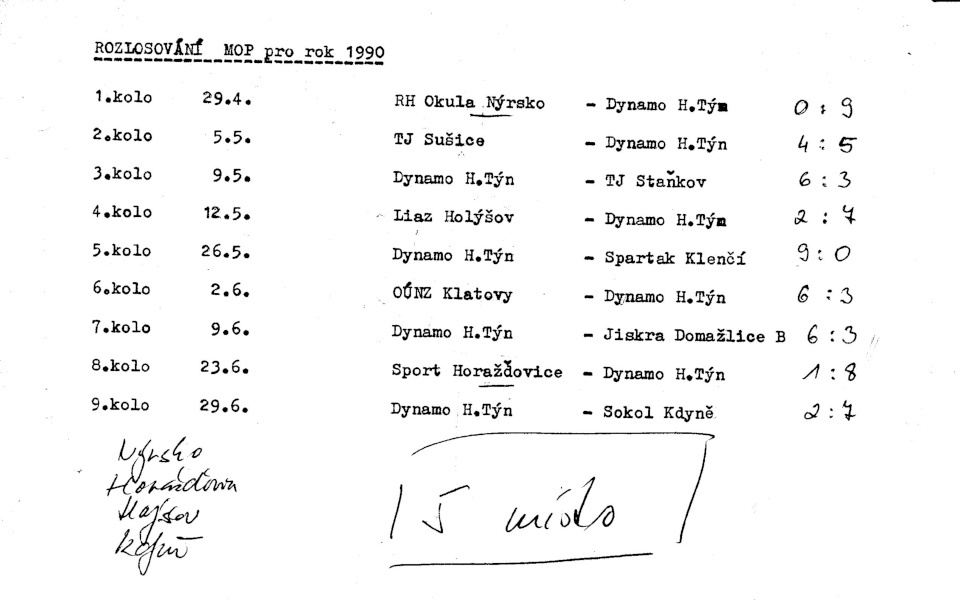 ROZLOSOVÁNÍ MOP pro rok 1990
1.kolo 29.4. RH Okula Nýrsko - Dynamo H.Týn 0 : 9
2.kolo 5.5. TJ Sušice - Dynamo H.Týn 4 : 5
3.kolo 9.5. Dynamo H.Týn - TJ Staňkov 6 : 3
4.kolo 12.5. Liaz Holýšov - Dynamo H.Týn 2 : 7
5.kolo 26.5. Dynamo H.Týn - Spartak Klenčí 9 : 0
6.kolo 2.6. OÚNZ Klatovy - Dynamo H.Týn 6 : 3
7.kolo 9.6. Dynamo H.Týn - Jiskra Domažlice B 6 : 3
8.kolo 23.6. Sport Horažďovice - Dynamo H.Týn 1 : 8
9.kolo 29.6. Dynamo H.Týn - Sokol Kdyně 2 : 7
Nýrsko
místo